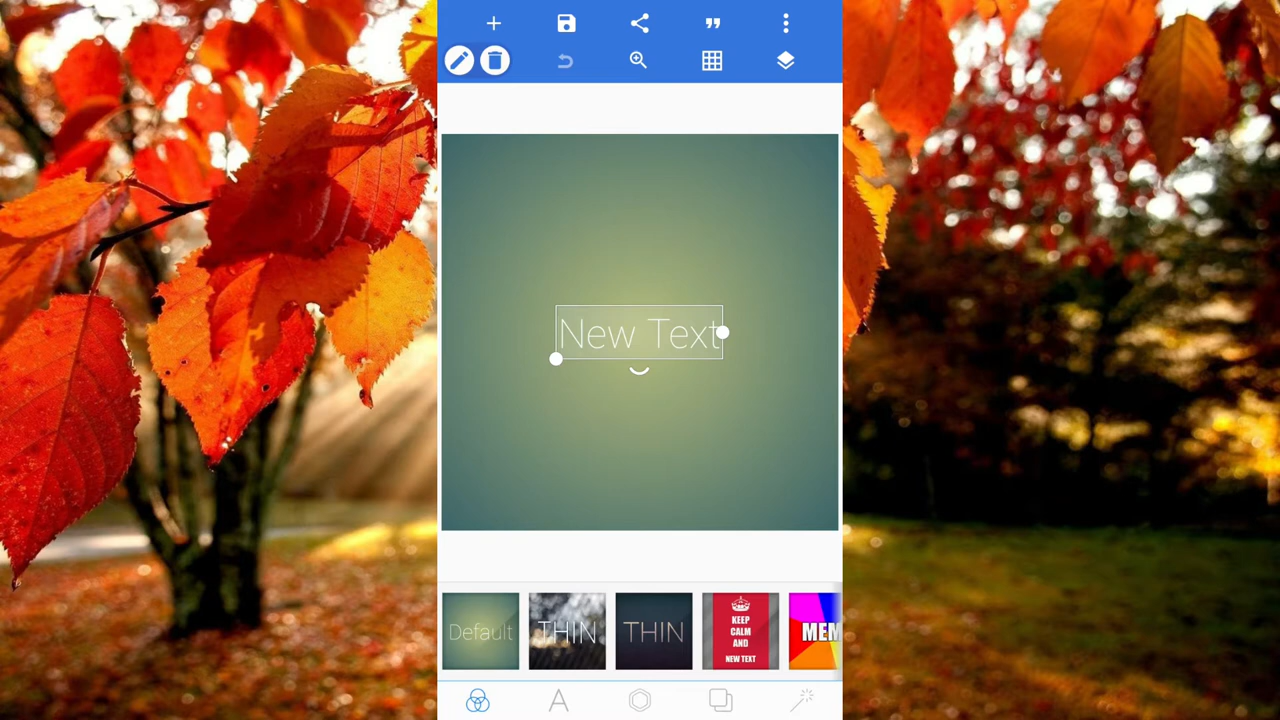 New Text
Default
THIN
THIN
KEEP
CALM
AND
NEW TEXT
MEM